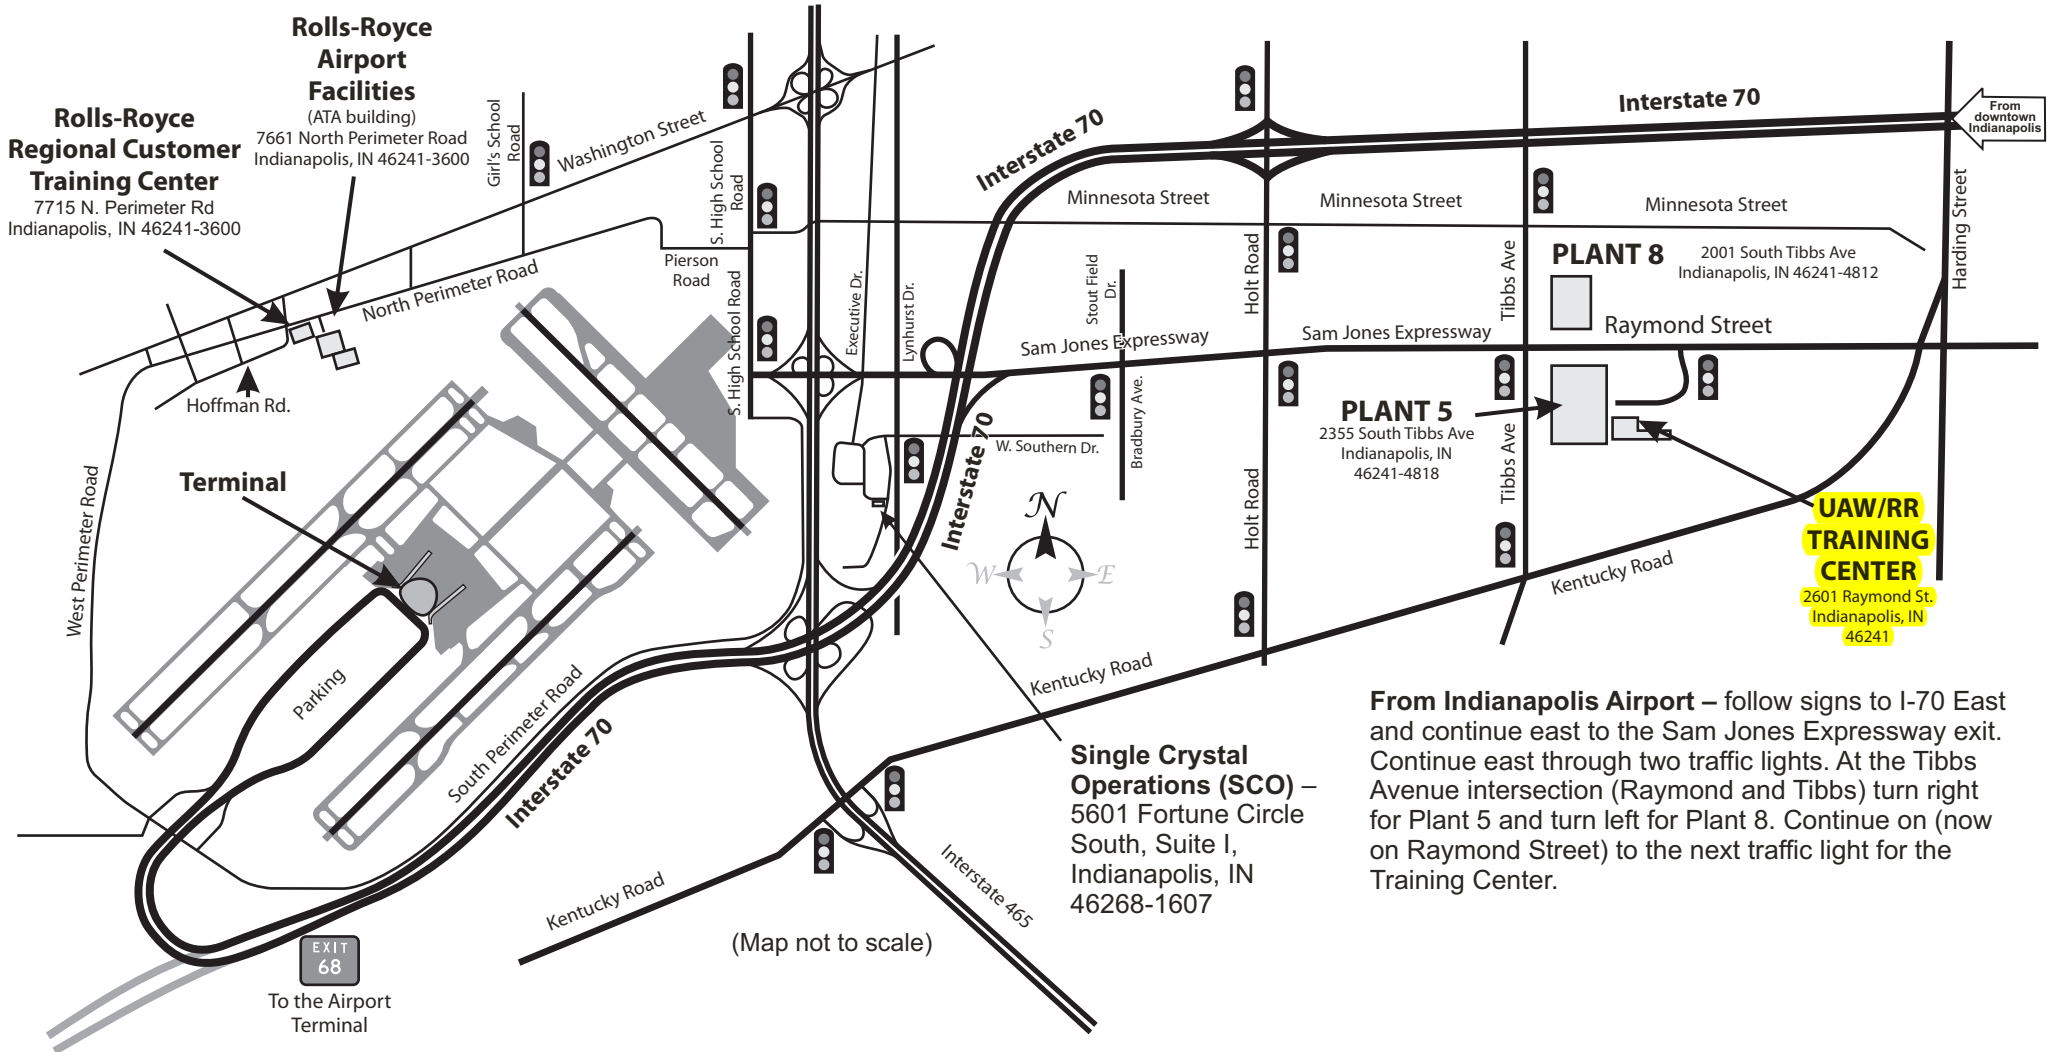 Rolls-Royce
Airport
Facilities
(ATA building)
7661 North Perimeter Road
Indianapolis, IN 46241-3600
Rolls-Royce
Regional Customer
Training Center
7715 N. Perimeter Rd
Indianapolis, IN 46241-3600
Girl's School
Road
Washington Street
S. High School
Road
Interstate 70
Interstate 70
From
downtown
Indianapolis
Minnesota Street
Minnesota Street
Minnesota Street
Harding Street
Pierson
Road
North Perimeter Road
Hoffman Rd.
S. High School Road
Executive Dr.
Lynhurst Dr.
Stout Field
Dr.
Holt Road
Tibbs Ave
PLANT 8
2001 South Tibbs Ave
Indianapolis, IN 46241-4812
Sam Jones Expressway
Sam Jones Expressway
Raymond Street
Bradbury Ave.
W. Southern Dr.
PLANT 5
2355 South Tibbs Ave
Indianapolis, IN
46241-4818
Tibbs Ave
Holt Road
Interstate 70
Terminal
West Perimeter Road
N
W
E
S
UAW/RR
TRAINING
CENTER
2601 Raymond St.
Indianapolis, IN
46241
Kentucky Road
Kentucky Road
Parking
South Perimeter Road
Interstate 70
Single Crystal
Operations (SCO) –
5601 Fortune Circle
South, Suite I,
Indianapolis, IN
46268-1607
From Indianapolis Airport – follow signs to I-70 East
and continue east to the Sam Jones Expressway exit.
Continue east through two traffic lights. At the Tibbs
Avenue intersection (Raymond and Tibbs) turn right
for Plant 5 and turn left for Plant 8. Continue on (now
on Raymond Street) to the next traffic light for the
Training Center.
Kentucky Road
Interstate 465
(Map not to scale)
EXIT
68
To the Airport
Terminal